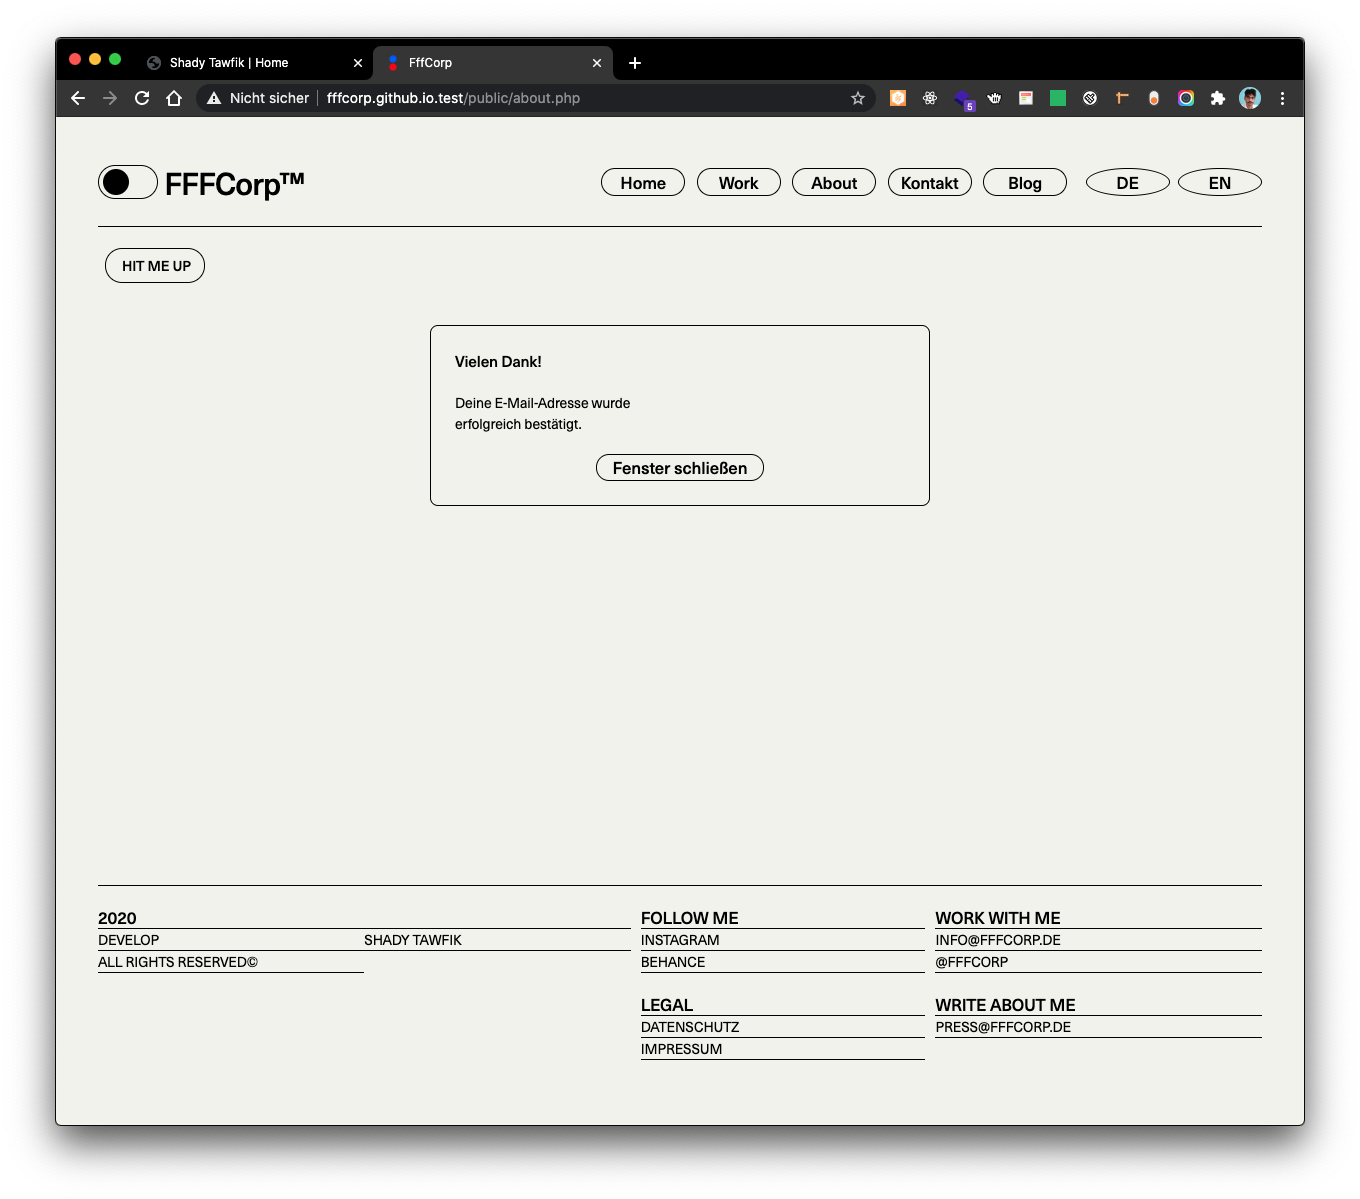 Shady Tawfik | Home
FffCorp
Nicht sicher
fffcorp.github.io.test/public/about.php
5
FFFCorp™
Home
Work
About
Kontakt
Blog
DE
EN
HIT ME UP
Vielen Dank!
Deine E-Mail-Adresse wurde
erfolgreich bestätigt.
Fenster schließen
2020
DEVELOP
SHADY TAWFIK
ALL RIGHTS RESERVED©
FOLLOW ME
INSTAGRAM
BEHANCE
WORK WITH ME
INFO@FFFCORP.DE
@FFFCORP
LEGAL
DATENSCHUTZ
IMPRESSUM
WRITE ABOUT ME
PRESS@FFFCORP.DE